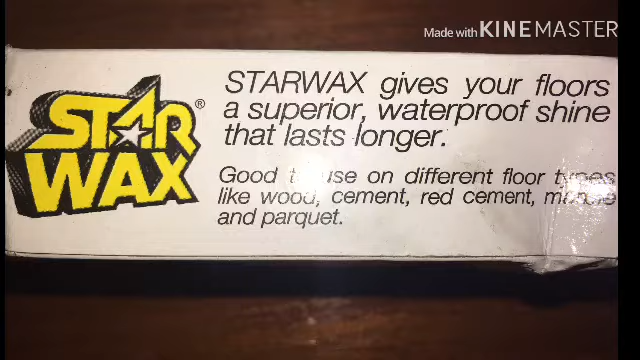 Made with KINEMASTER
STAR
WAX
®
STARWAX gives your floors
a superior, waterproof shine
that lasts longer.
Good to use on different floor types
like wood, cement, red cement, marble
and parquet.